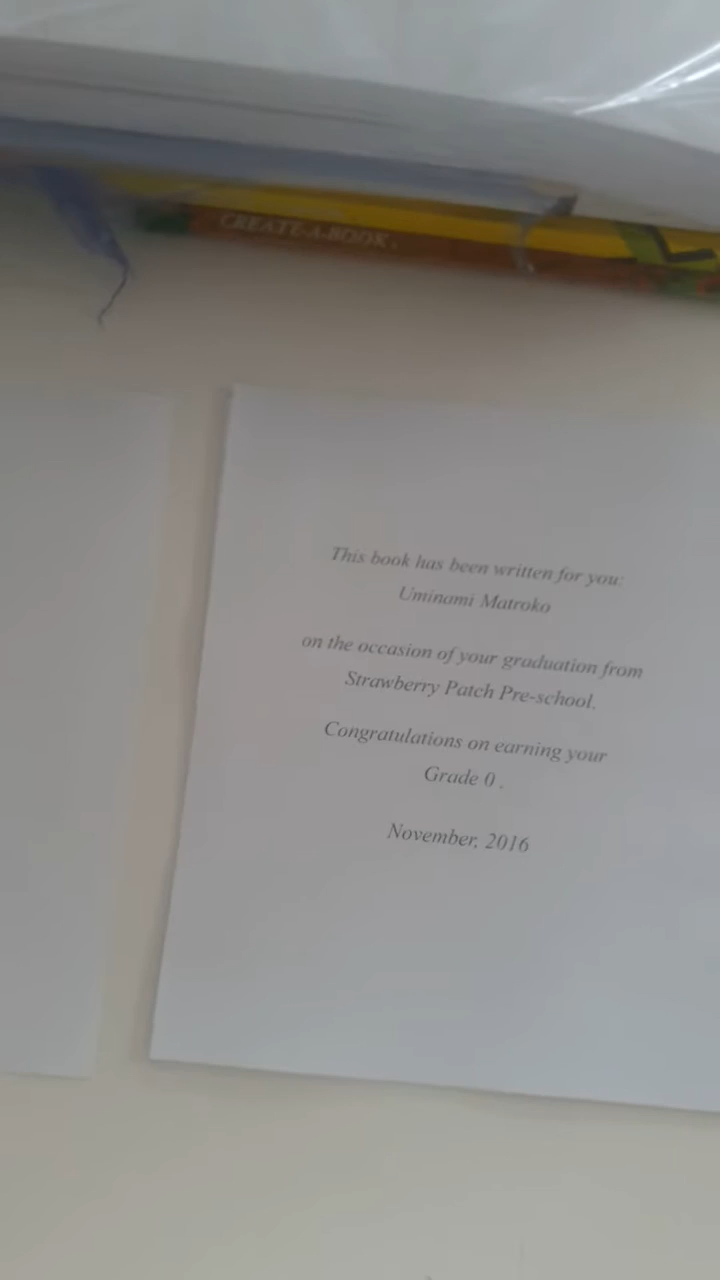 CREATE-A-BOOK.
This book has been written for you:
Uminami Matroko
on the occasion of your graduation from
Strawberry Patch Pre-school.
Congratulations on earning your
Grade 0 .
November, 2016